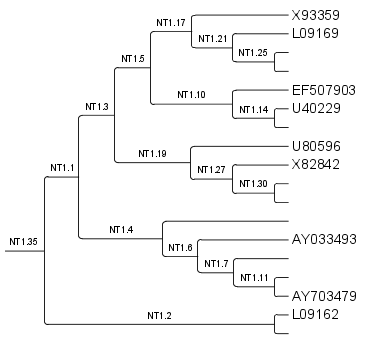 X93359
NT1.17
L09169
NT1.21
NT1.25
NT1.5
EF507903
NT1.10
U40229
NT1.14
NT1.3
U80596
NT1.19
X82842
NT1.27
NT1.30
NT1.1
NT1.4
AY033493
NT1.35
NT1.6
NT1.7
NT1.11
AY703479
L09162
NT1.2